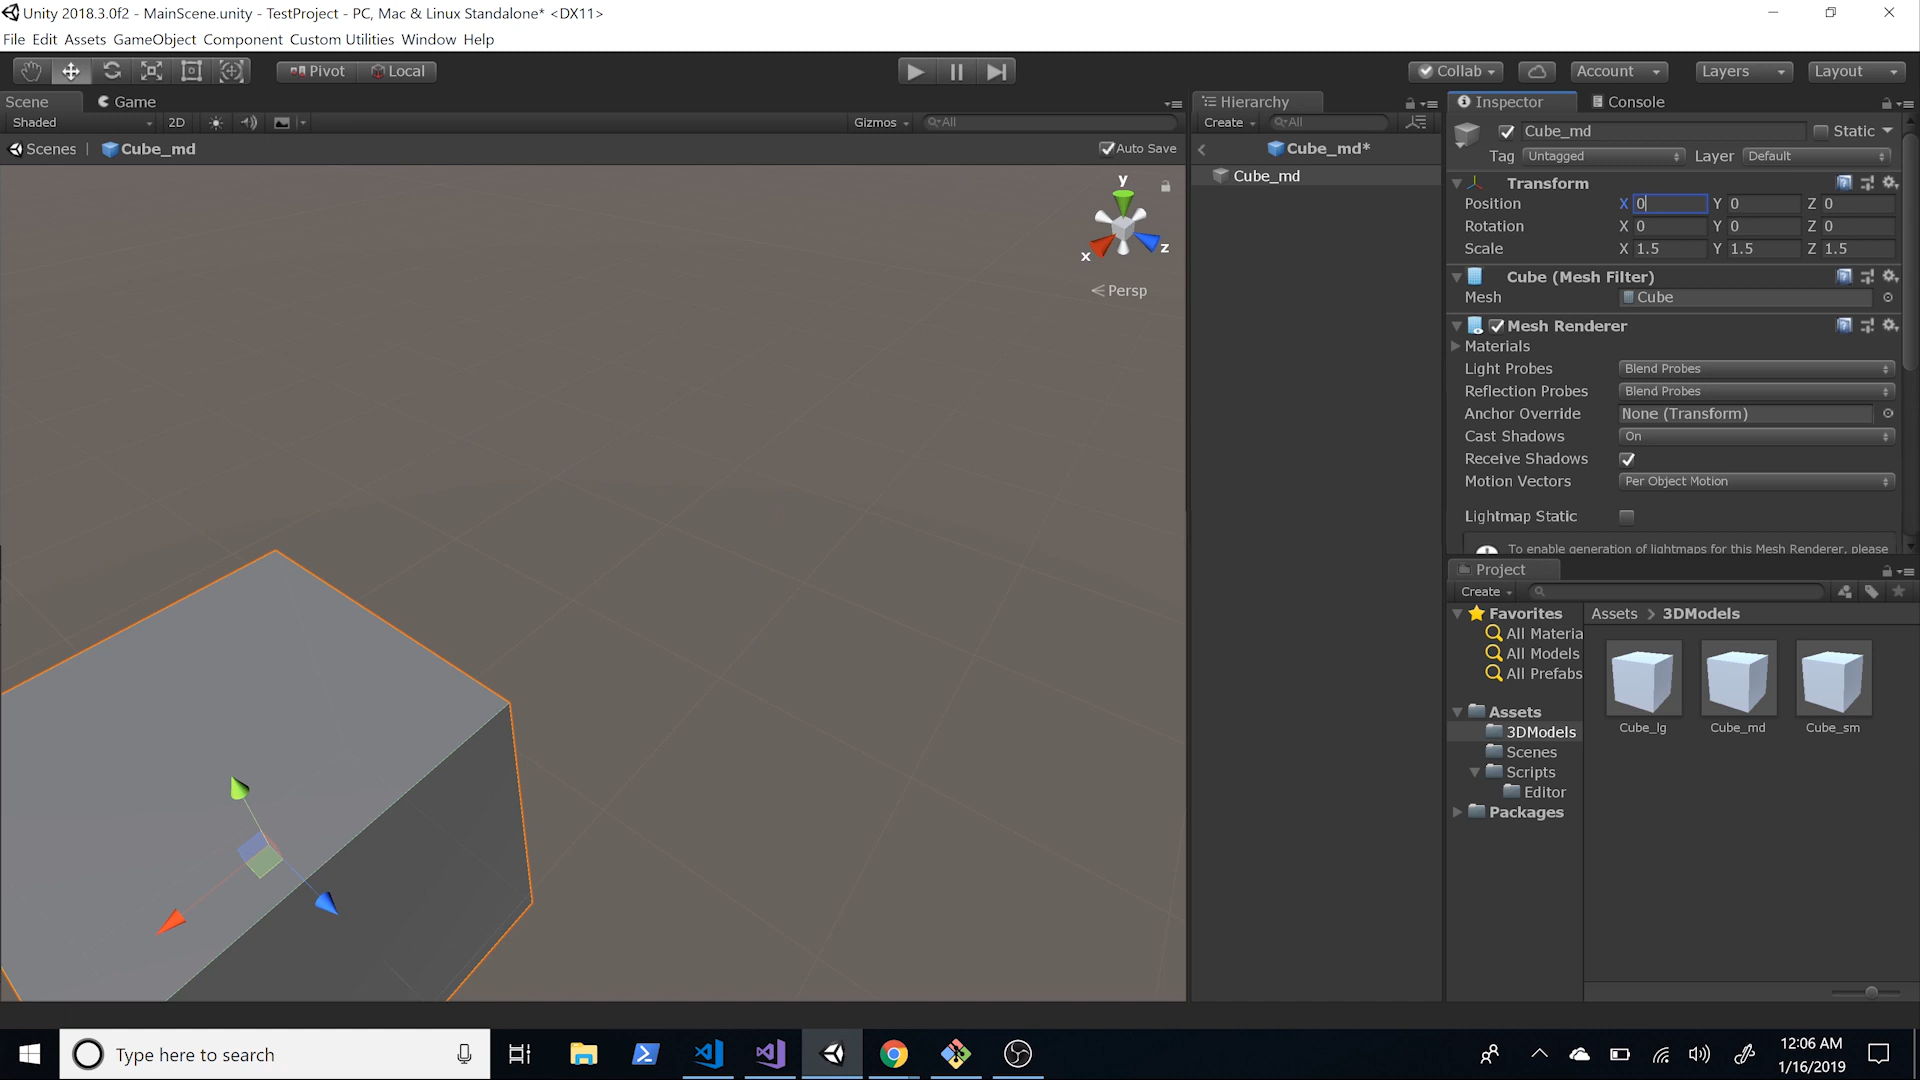 Unity 2018.3.0f2 - MainScene.unity - TestProject - PC, Mac & Linux Standalone* <DX11>
File Edit Assets GameObject Component Custom Utilities Window Help
Pivot Local Collab Account Layers Layout
Scene Game
Shaded 2D Gizmos All
Scenes | Cube_md Auto Save
y
x
z
Persp
Hierarchy
Create All
Cube_md*
Cube_md
Inspector Console
Cube_md Static
Tag Untagged Layer Default
Transform
Position X 0 Y 0 Z 0
Rotation X 0 Y 0 Z 0
Scale X 1.5 Y 1.5 Z 1.5
Cube (Mesh Filter)
Mesh Cube
Mesh Renderer
Materials
Light Probes Blend Probes
Reflection Probes Blend Probes
Anchor Override None (Transform)
Cast Shadows On
Receive Shadows
Motion Vectors Per Object Motion
Lightmap Static
To enable generation of lightmaps for this Mesh Renderer, please
Project
Create
Favorites
All Materia
All Models
All Prefabs
Assets
3DModels
Scenes
Scripts
Editor
Packages
Assets > 3DModels
Cube_lg Cube_md Cube_sm
Type here to search
12:06 AM
1/16/2019